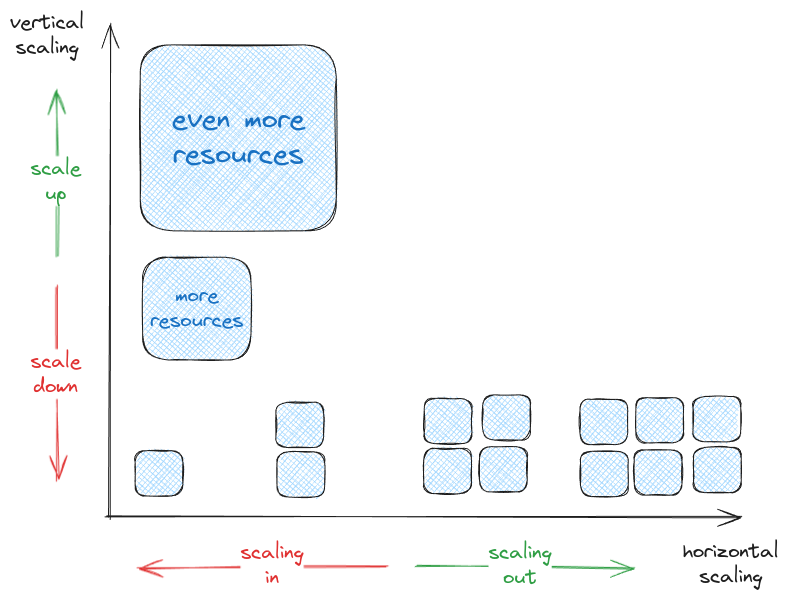 vertical
scaling
even more
resources
scale
up
more
resources
scale
down
scaling
in
scaling
out
horizontal
scaling